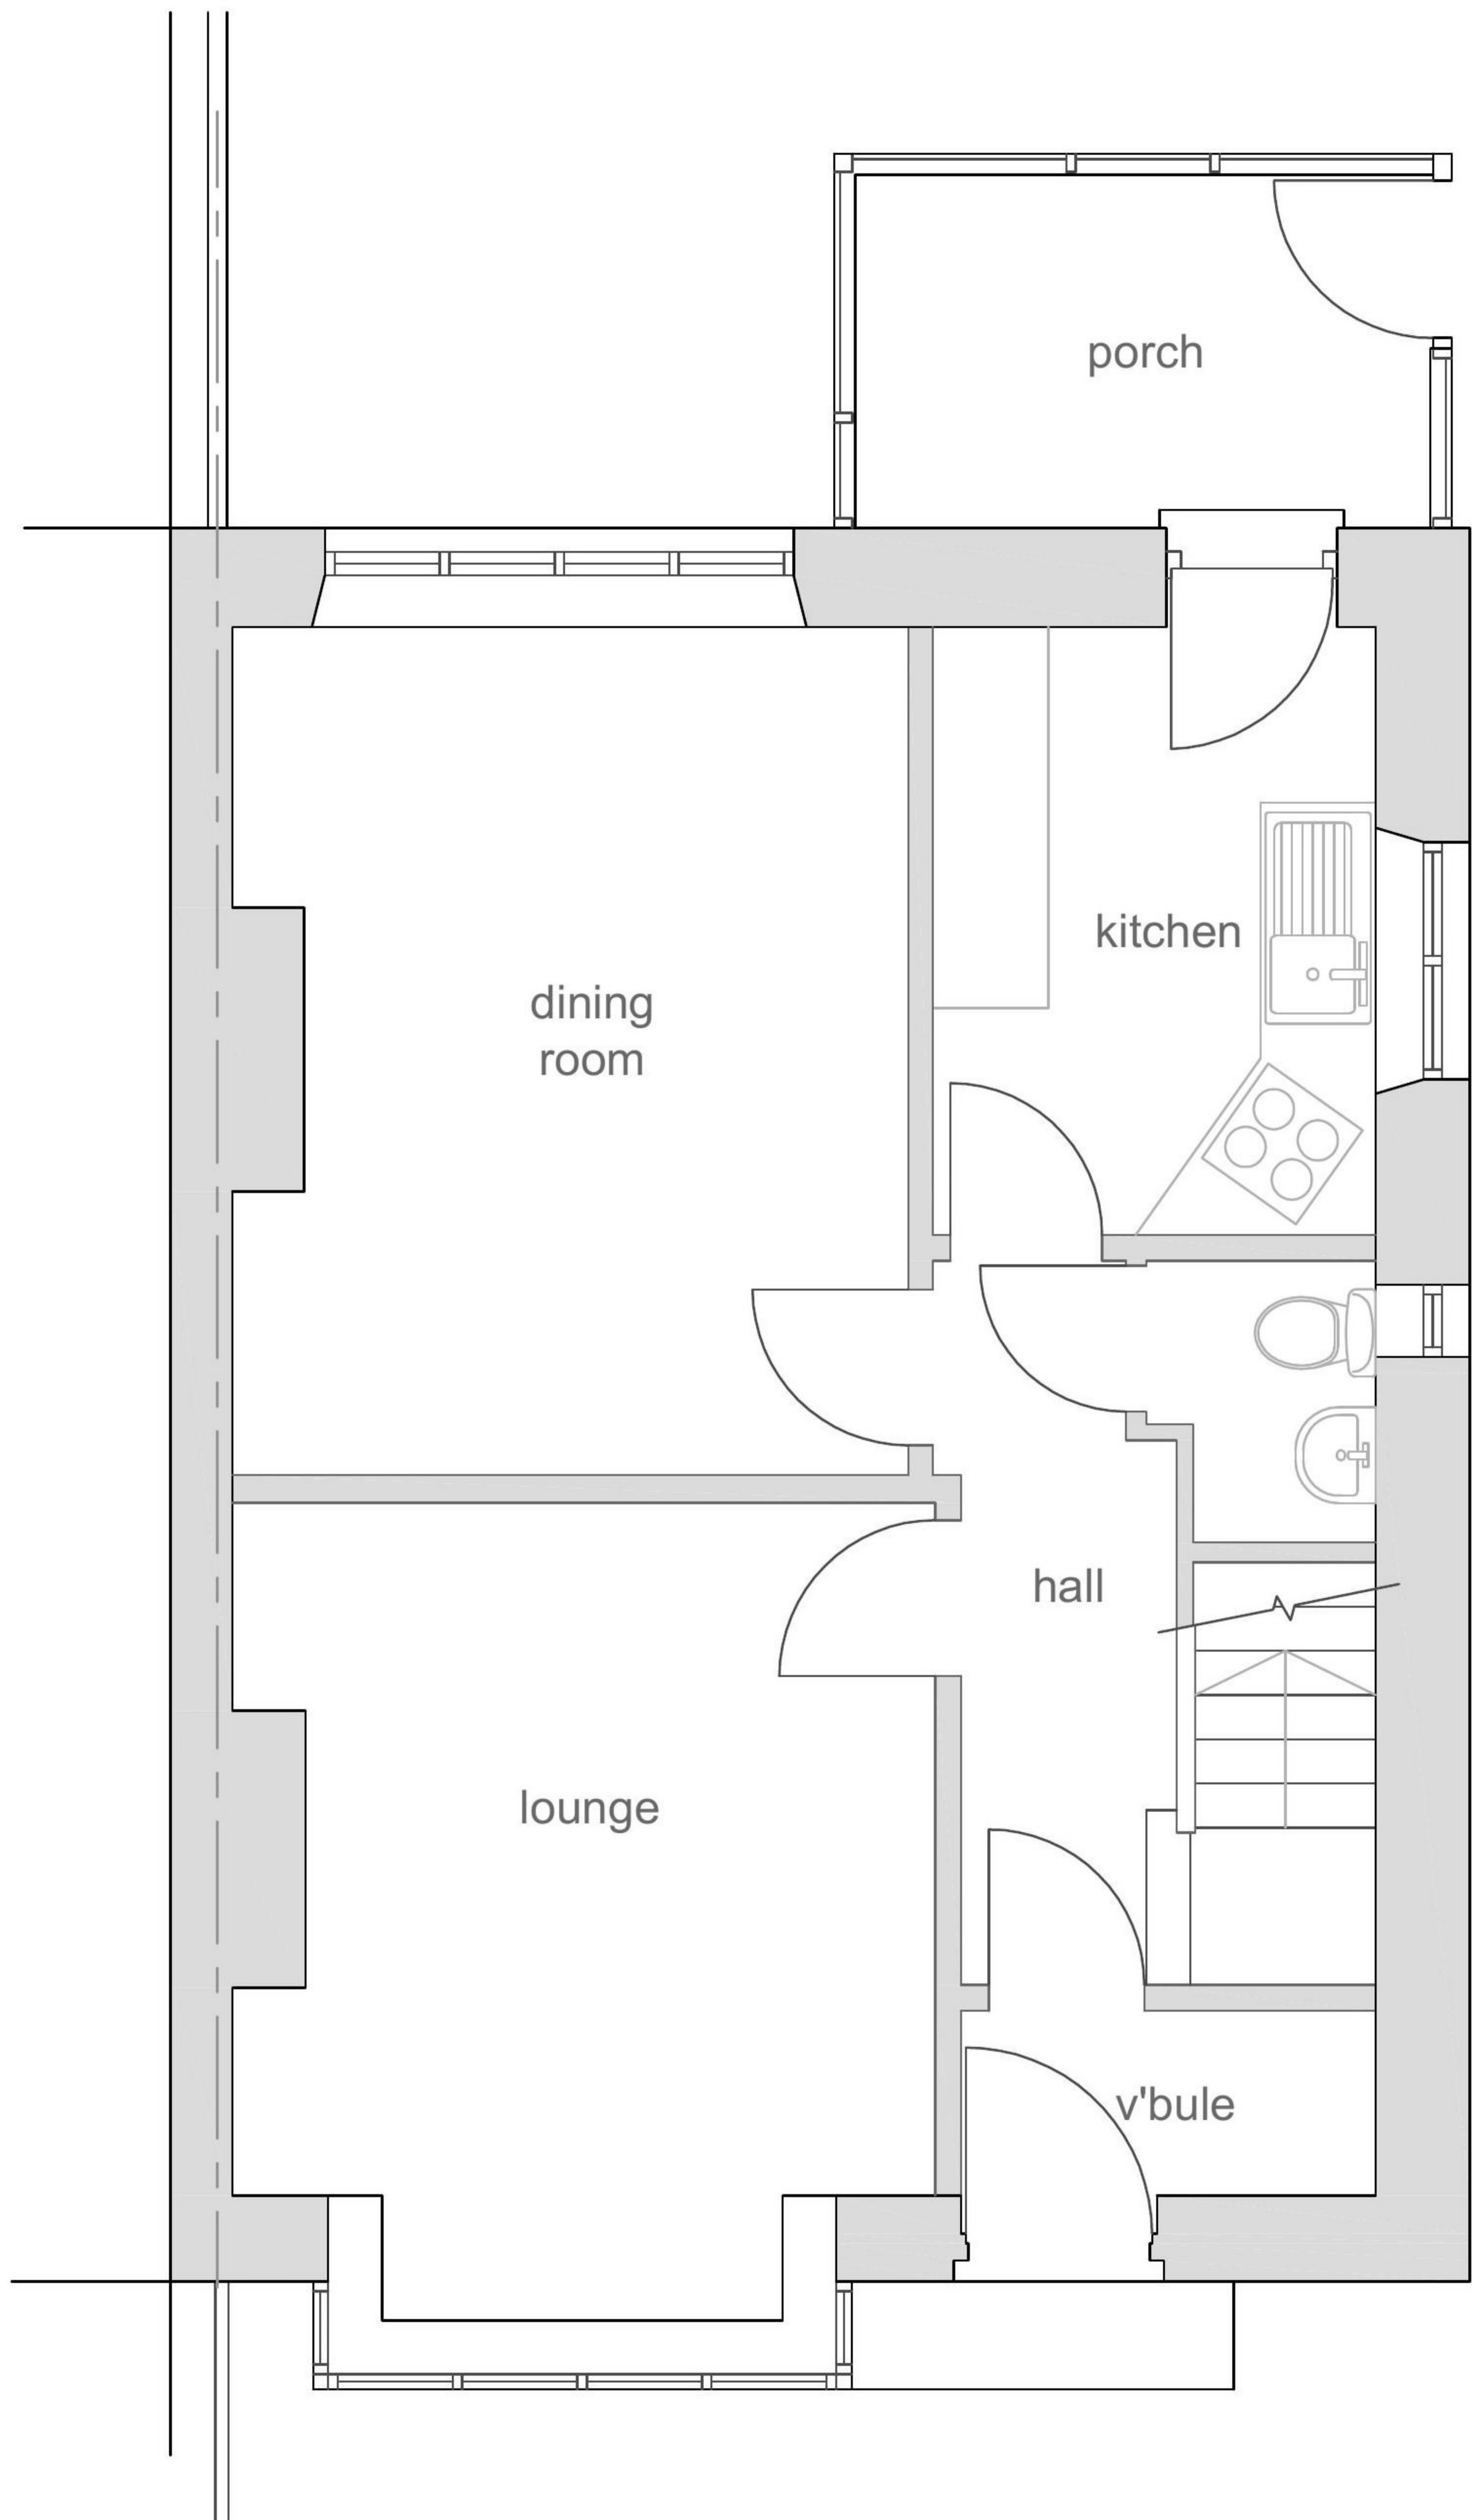 porch
kitchen
dining
room
hall
lounge
v'bule